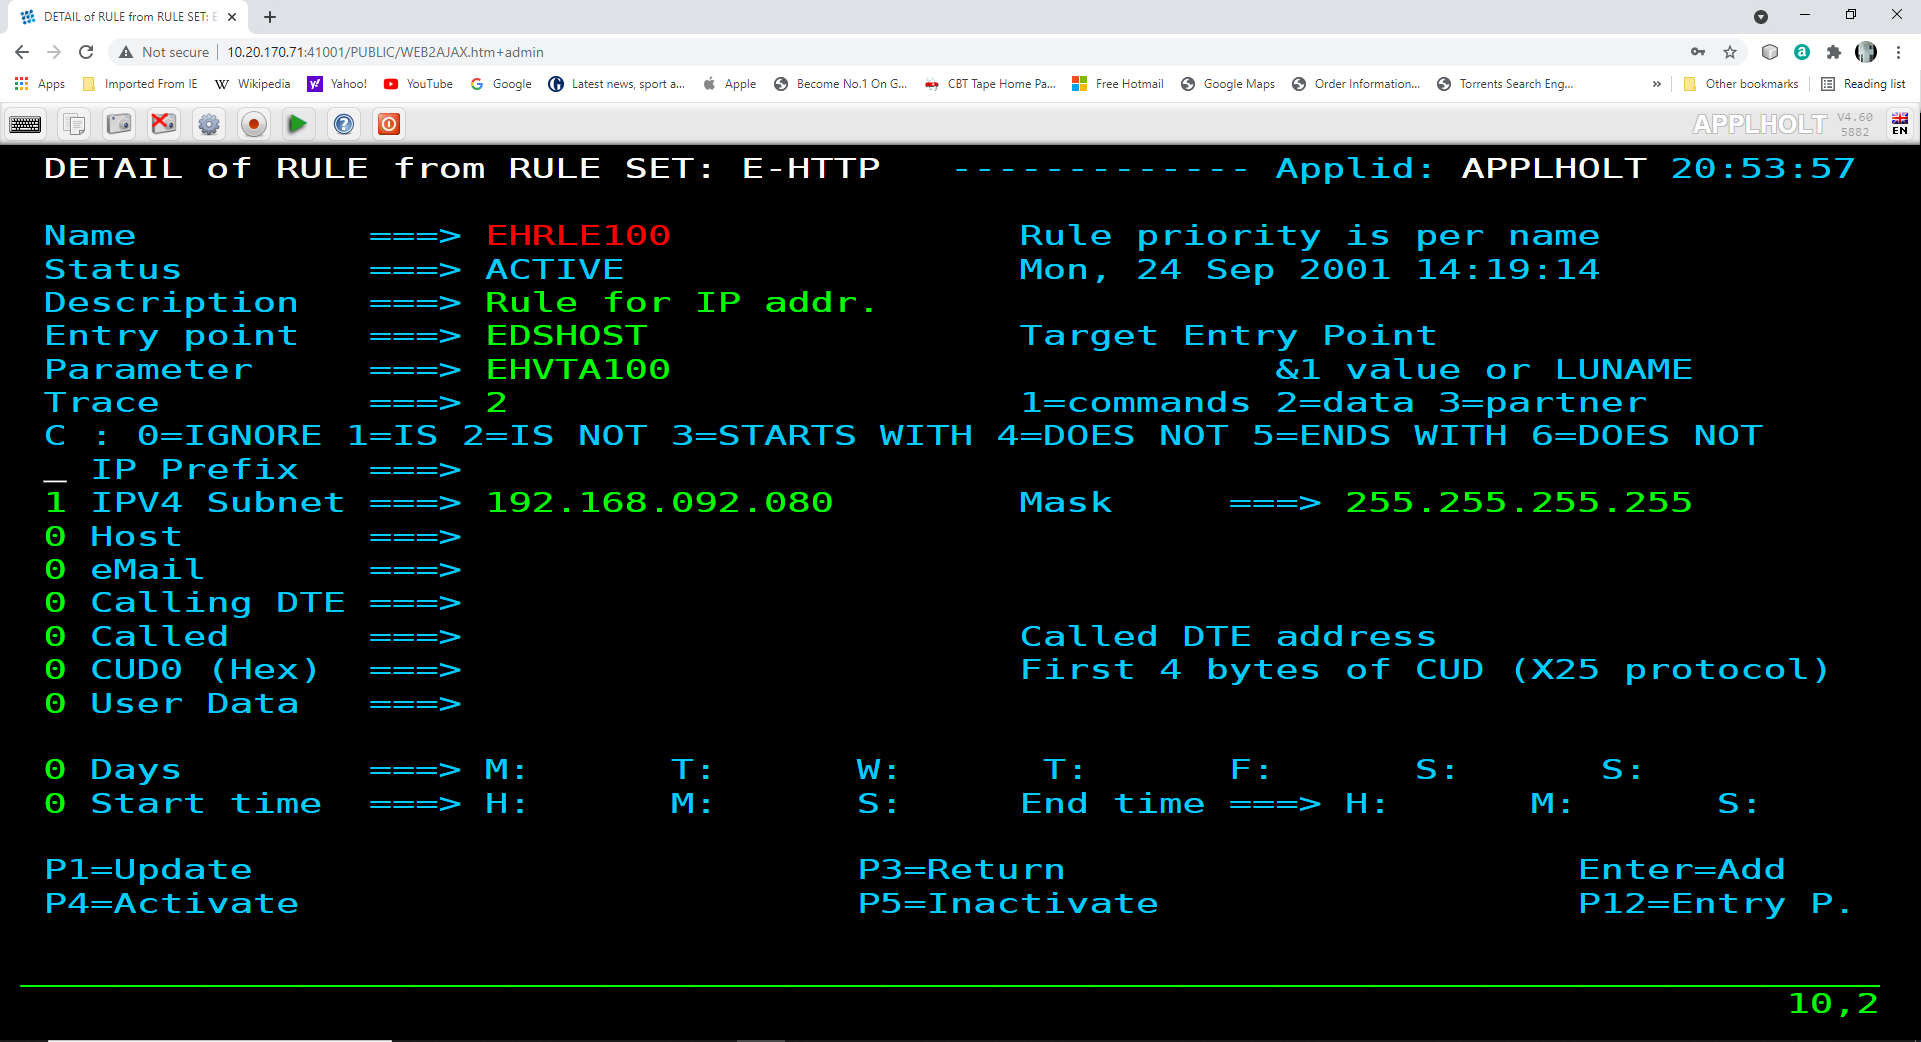 DETAIL of RULE from RULE SET: E
Not secure 10.20.170.71:41001/PUBLIC/WEB2AJAX.htm+admin
Apps Imported From IE Wikipedia Yahoo! YouTube Google Latest news, sport a... Apple Become No.1 On G... CBT Tape Home Pa... Free Hotmail Google Maps Order Information... Torrents Search Eng... » Other bookmarks Reading list
APPLHOLT V4.60 5882 EN
DETAIL of RULE from RULE SET: E-HTTP ------------- Applid: APPLHOLT 20:53:57
Name ===> EHRLE100 Rule priority is per name
Status ===> ACTIVE Mon, 24 Sep 2001 14:19:14
Description ===> Rule for IP addr.
Entry point ===> EDSHOST Target Entry Point
Parameter ===> EHVTA100 &1 value or LUNAME
Trace ===> 2 1=commands 2=data 3=partner
C : 0=IGNORE 1=IS 2=IS NOT 3=STARTS WITH 4=DOES NOT 5=ENDS WITH 6=DOES NOT
_ IP Prefix ===>
1 IPV4 Subnet ===> 192.168.092.080 Mask ===> 255.255.255.255
0 Host ===>
0 eMail ===>
0 Calling DTE ===>
0 Called ===> Called DTE address
0 CUD0 (Hex) ===> First 4 bytes of CUD (X25 protocol)
0 User Data ===>
0 Days ===> M: T: W: T: F: S: S:
0 Start time ===> H: M: S: End time ===> H: M: S:
P1=Update P3=Return Enter=Add
P4=Activate P5=Inactivate P12=Entry P.
10,2